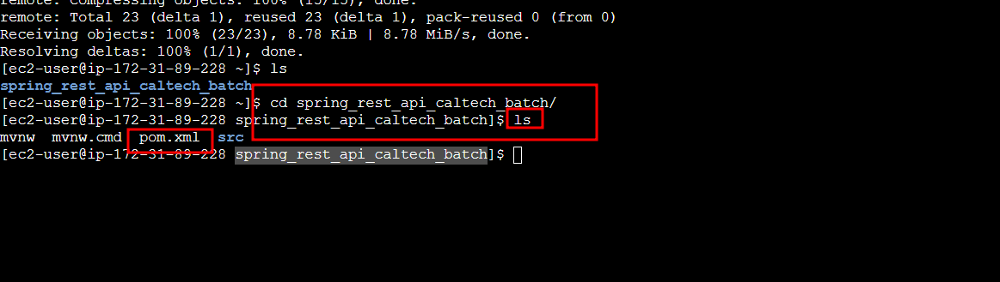 remote: Compressing objects: 100% (15/15), done.
remote: Total 23 (delta 1), reused 23 (delta 1), pack-reused 0 (from 0)
Receiving objects: 100% (23/23), 8.78 KiB | 8.78 MiB/s, done.
Resolving deltas: 100% (1/1), done.
[ec2-user@ip-172-31-89-228 ~]$ ls
spring_rest_api_caltech_batch
[ec2-user@ip-172-31-89-228 ~]$ cd spring_rest_api_caltech_batch/
[ec2-user@ip-172-31-89-228 spring_rest_api_caltech_batch]$ ls
mvnw  mvnw.cmd  pom.xml  src
[ec2-user@ip-172-31-89-228 spring_rest_api_caltech_batch]$